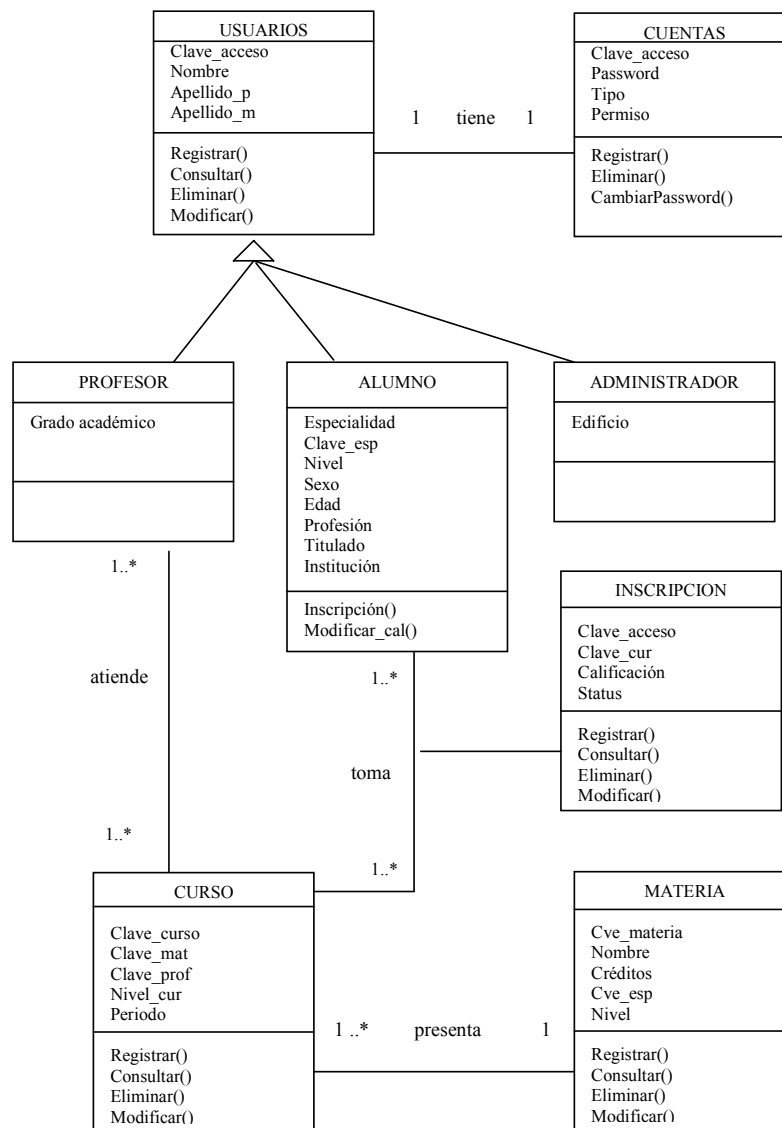 USUARIOS
Clave_acceso
Nombre
Apellido_p
Apellido_m
Registrar()
Consultar()
Eliminar()
Modificar()
1 tiene 1
CUENTAS
Clave_acceso
Password
Tipo
Permiso
Registrar()
Eliminar()
CambiarPassword()
PROFESOR
Grado académico
ALUMNO
Especialidad
Clave_esp
Nivel
Sexo
Edad
Profesión
Titulado
Institución
Inscripción()
Modificar_cal()
ADMINISTRADOR
Edificio
1..*
atiende
1..*
1..*
toma
1..*
INSCRIPCION
Clave_acceso
Clave_cur
Calificación
Status
Registrar()
Consultar()
Eliminar()
Modificar()
CURSO
Clave_curso
Clave_mat
Clave_prof
Nivel_cur
Periodo
Registrar()
Consultar()
Eliminar()
Modificar()
1 ..* presenta 1
MATERIA
Cve_materia
Nombre
Créditos
Cve_esp
Nivel
Registrar()
Consultar()
Eliminar()
Modificar()